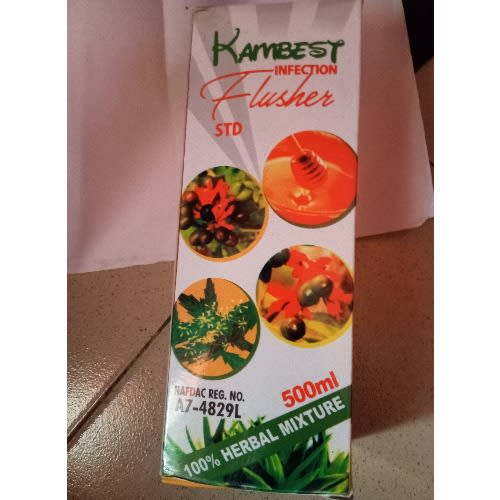 KAMBEST
INFECTION
Flusher
STD
NAFDAC REG. NO.
A7-4829L
500ml
100% HERBAL MIXTURE